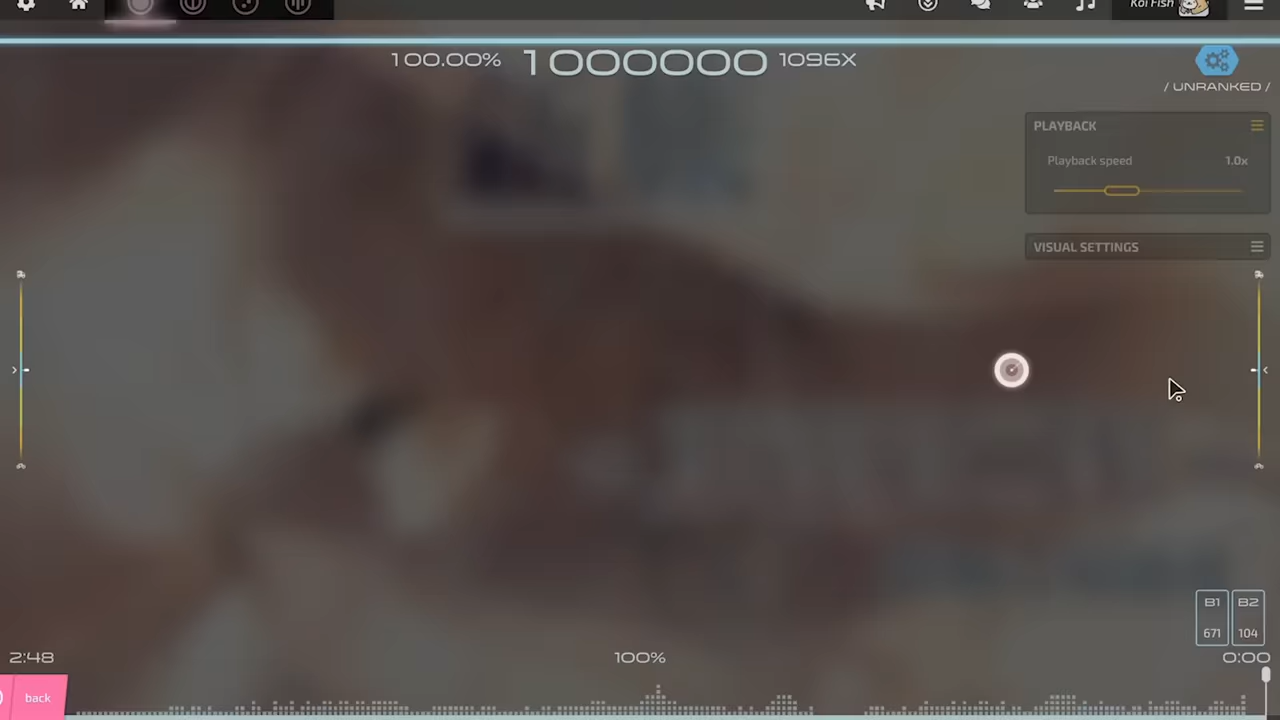 Koi Fish
100.00% 1000000 1096X
/ UNRANKED /
PLAYBACK
Playback speed 1.0x
VISUAL SETTINGS
B1 B2
671 104
2:48 100% 0:00
back